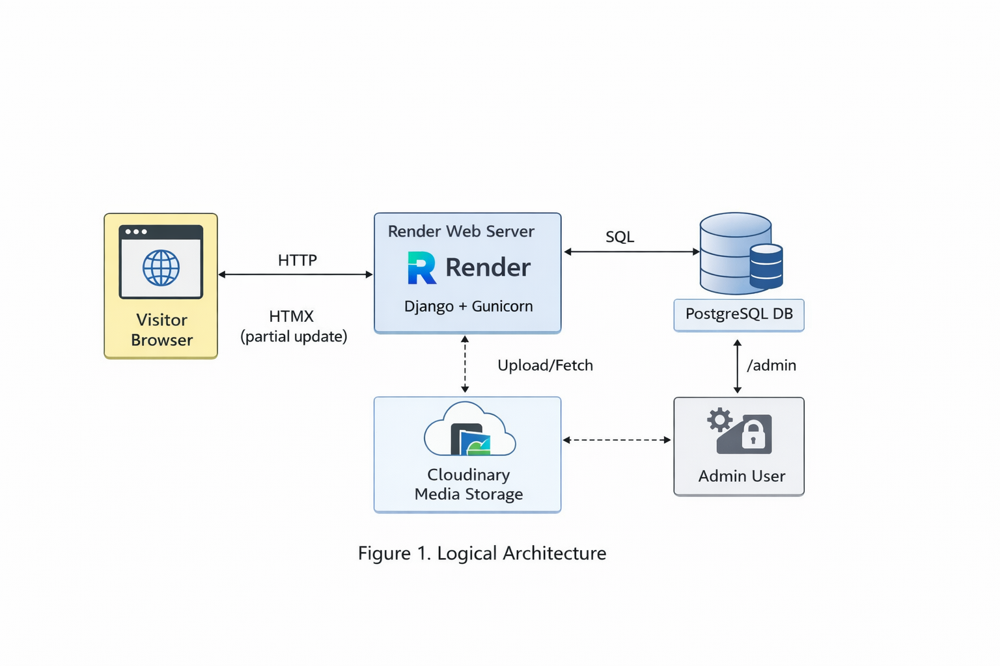 Visitor
Browser
HTTP
HTMX
(partial update)
Render Web Server
Render
Django + Gunicorn
SQL
PostgreSQL DB
Upload/Fetch
/admin
Cloudinary
Media Storage
Admin User
Figure 1. Logical Architecture